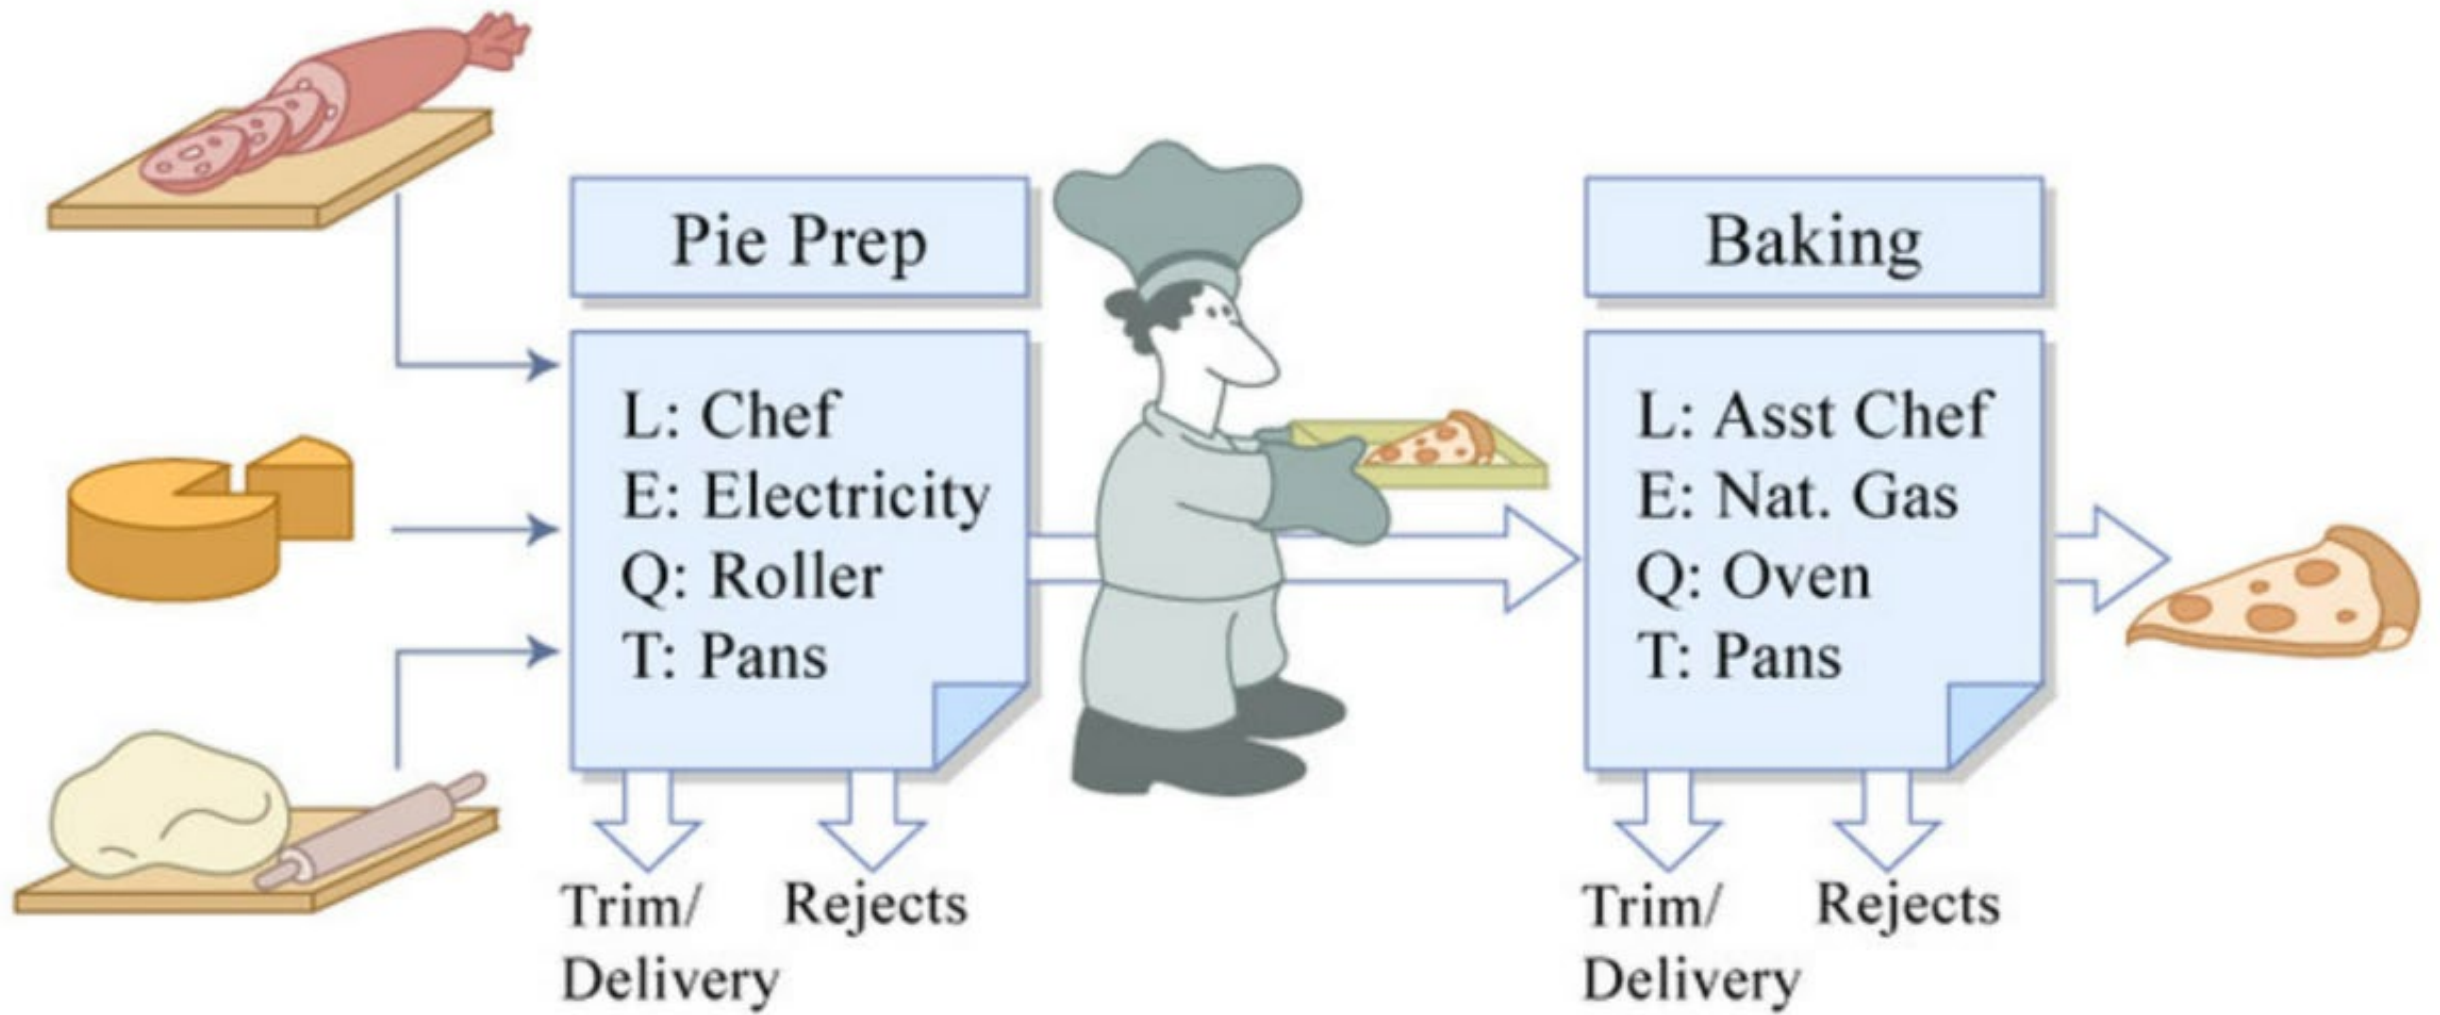 Pie Prep
L: Chef
E: Electricity
Q: Roller
T: Pans
Trim/
Delivery
Rejects
Baking
L: Asst Chef
E: Nat. Gas
Q: Oven
T: Pans
Trim/
Delivery
Rejects